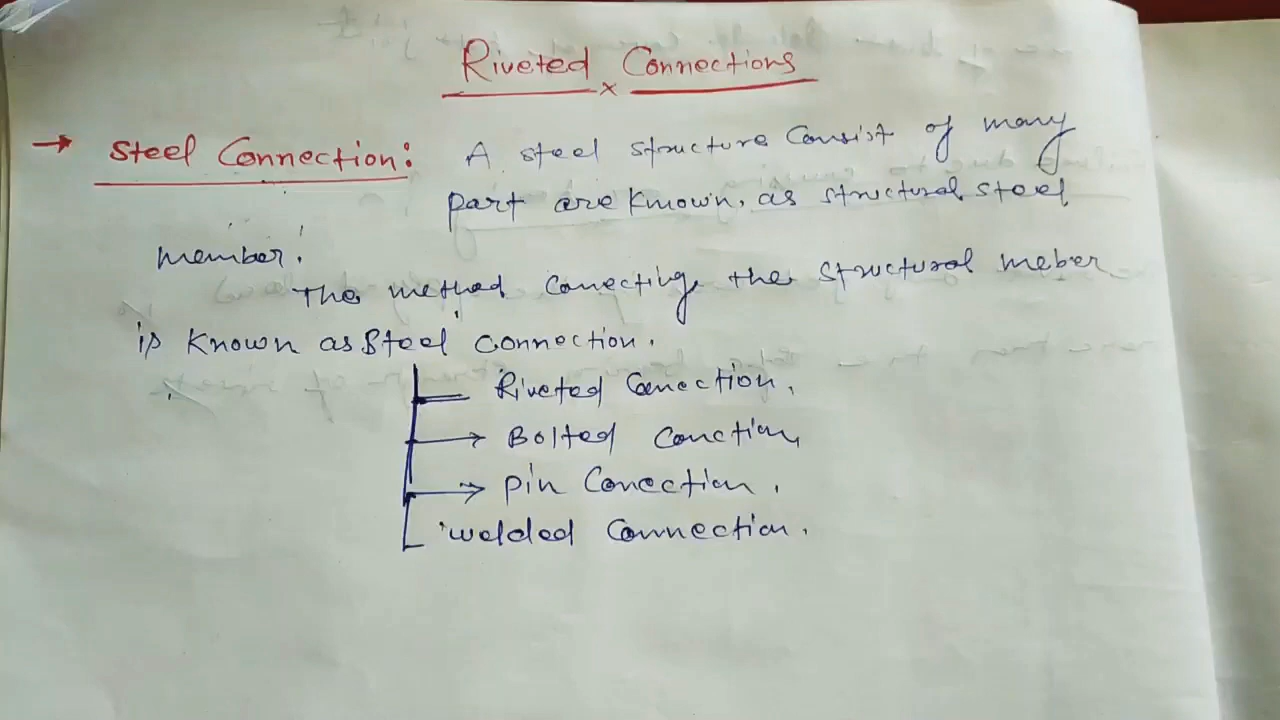 Riveted Connections
→ Steel Connection: A steel structure Consist of many
part are known, as structural steel
member.
The method conecting the structural meber
is known as Steel connection.
Riveted Conection.
→ Bolted Conction
→ Pin Conection.
welded Connection.